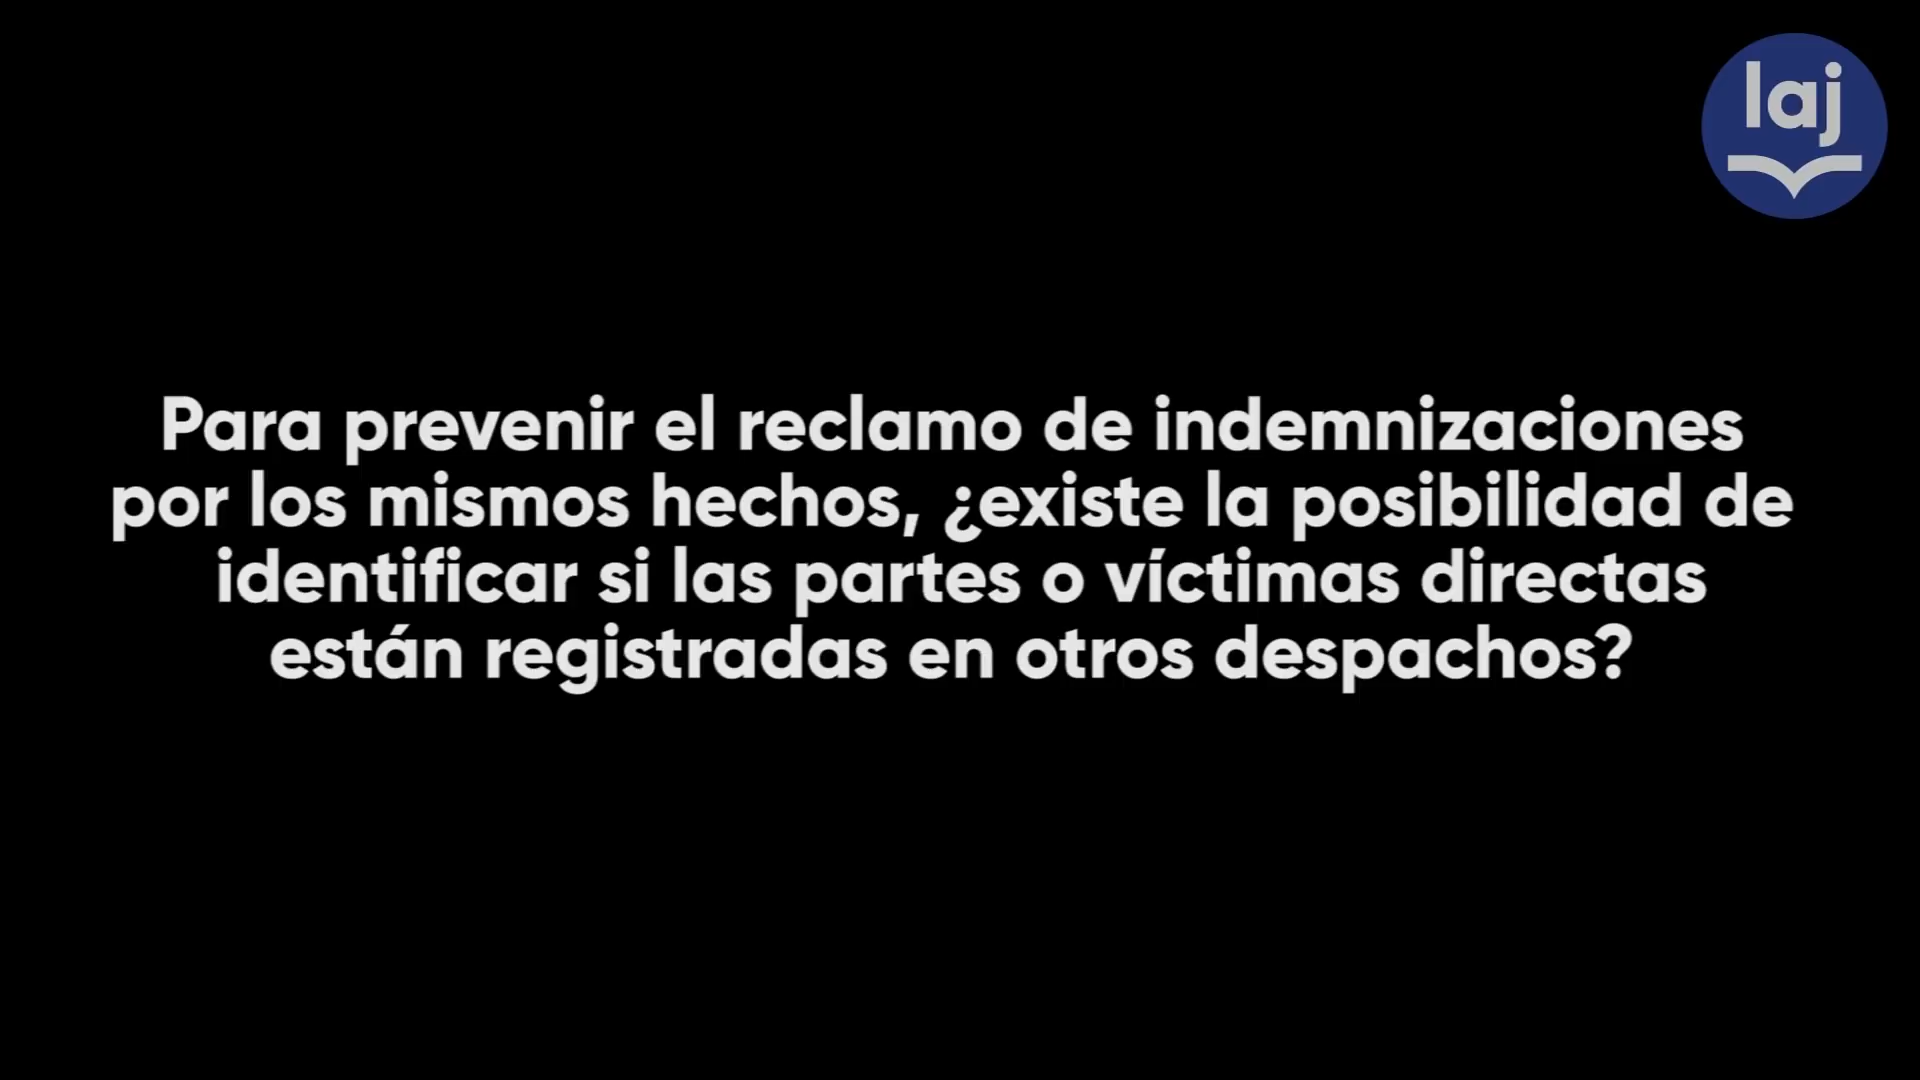 laj
Para prevenir el reclamo de indemnizaciones
por los mismos hechos, ¿existe la posibilidad de
identificar si las partes o víctimas directas
están registradas en otros despachos?